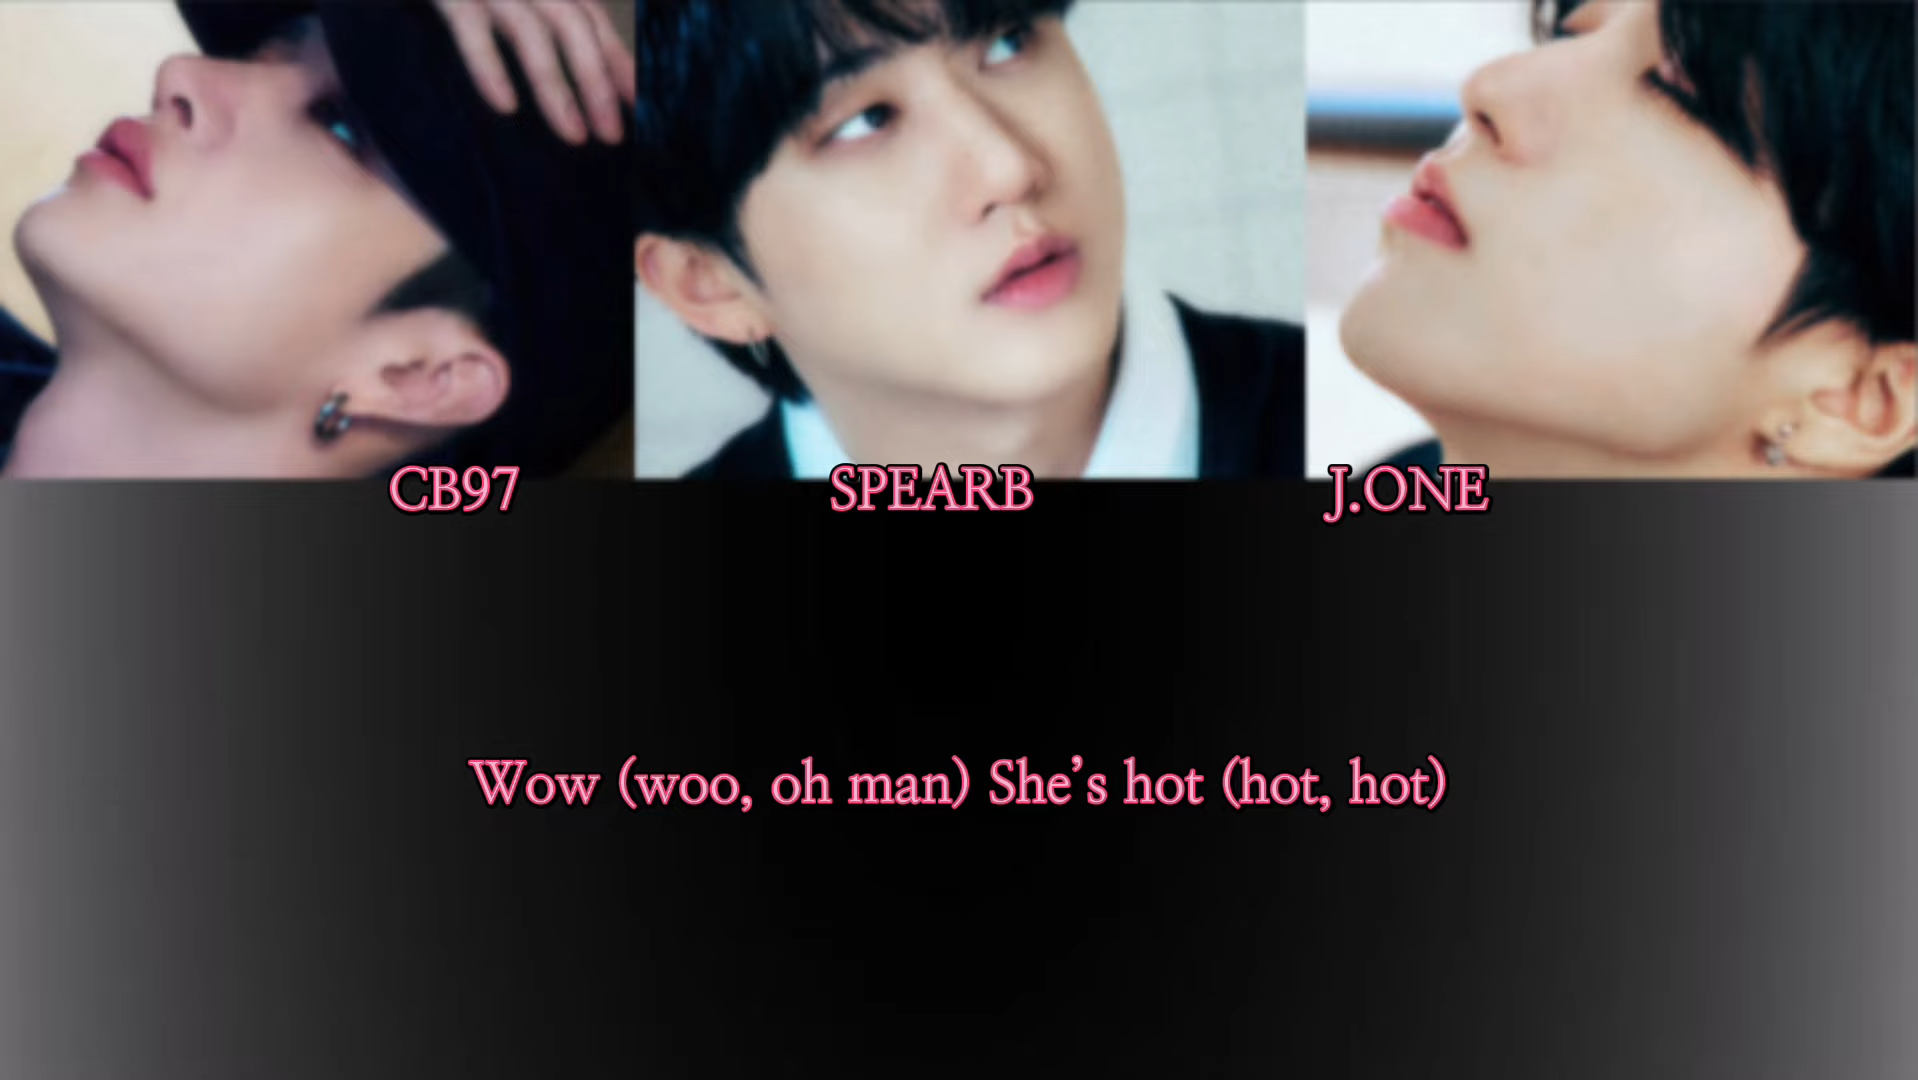 CB97 SPEARB J.ONE
Wow (woo, oh man) She’s hot (hot, hot)